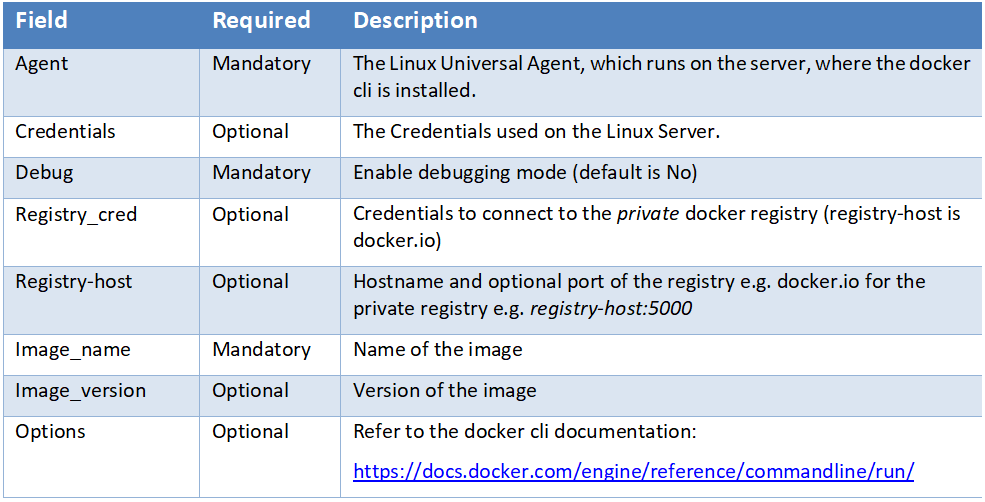 Field Required Description
Agent Mandatory The Linux Universal Agent, which runs on the server, where the docker
cli is installed.
Credentials Optional The Credentials used on the Linux Server.
Debug Mandatory Enable debugging mode (default is No)
Registry_cred Optional Credentials to connect to the private docker registry (registry-host is
docker.io)
Registry-host Optional Hostname and optional port of the registry e.g. docker.io for the
private registry e.g. registry-host:5000
Image_name Mandatory Name of the image
Image_version Optional Version of the image
Options Optional Refer to the docker cli documentation:
https://docs.docker.com/engine/reference/commandline/run/